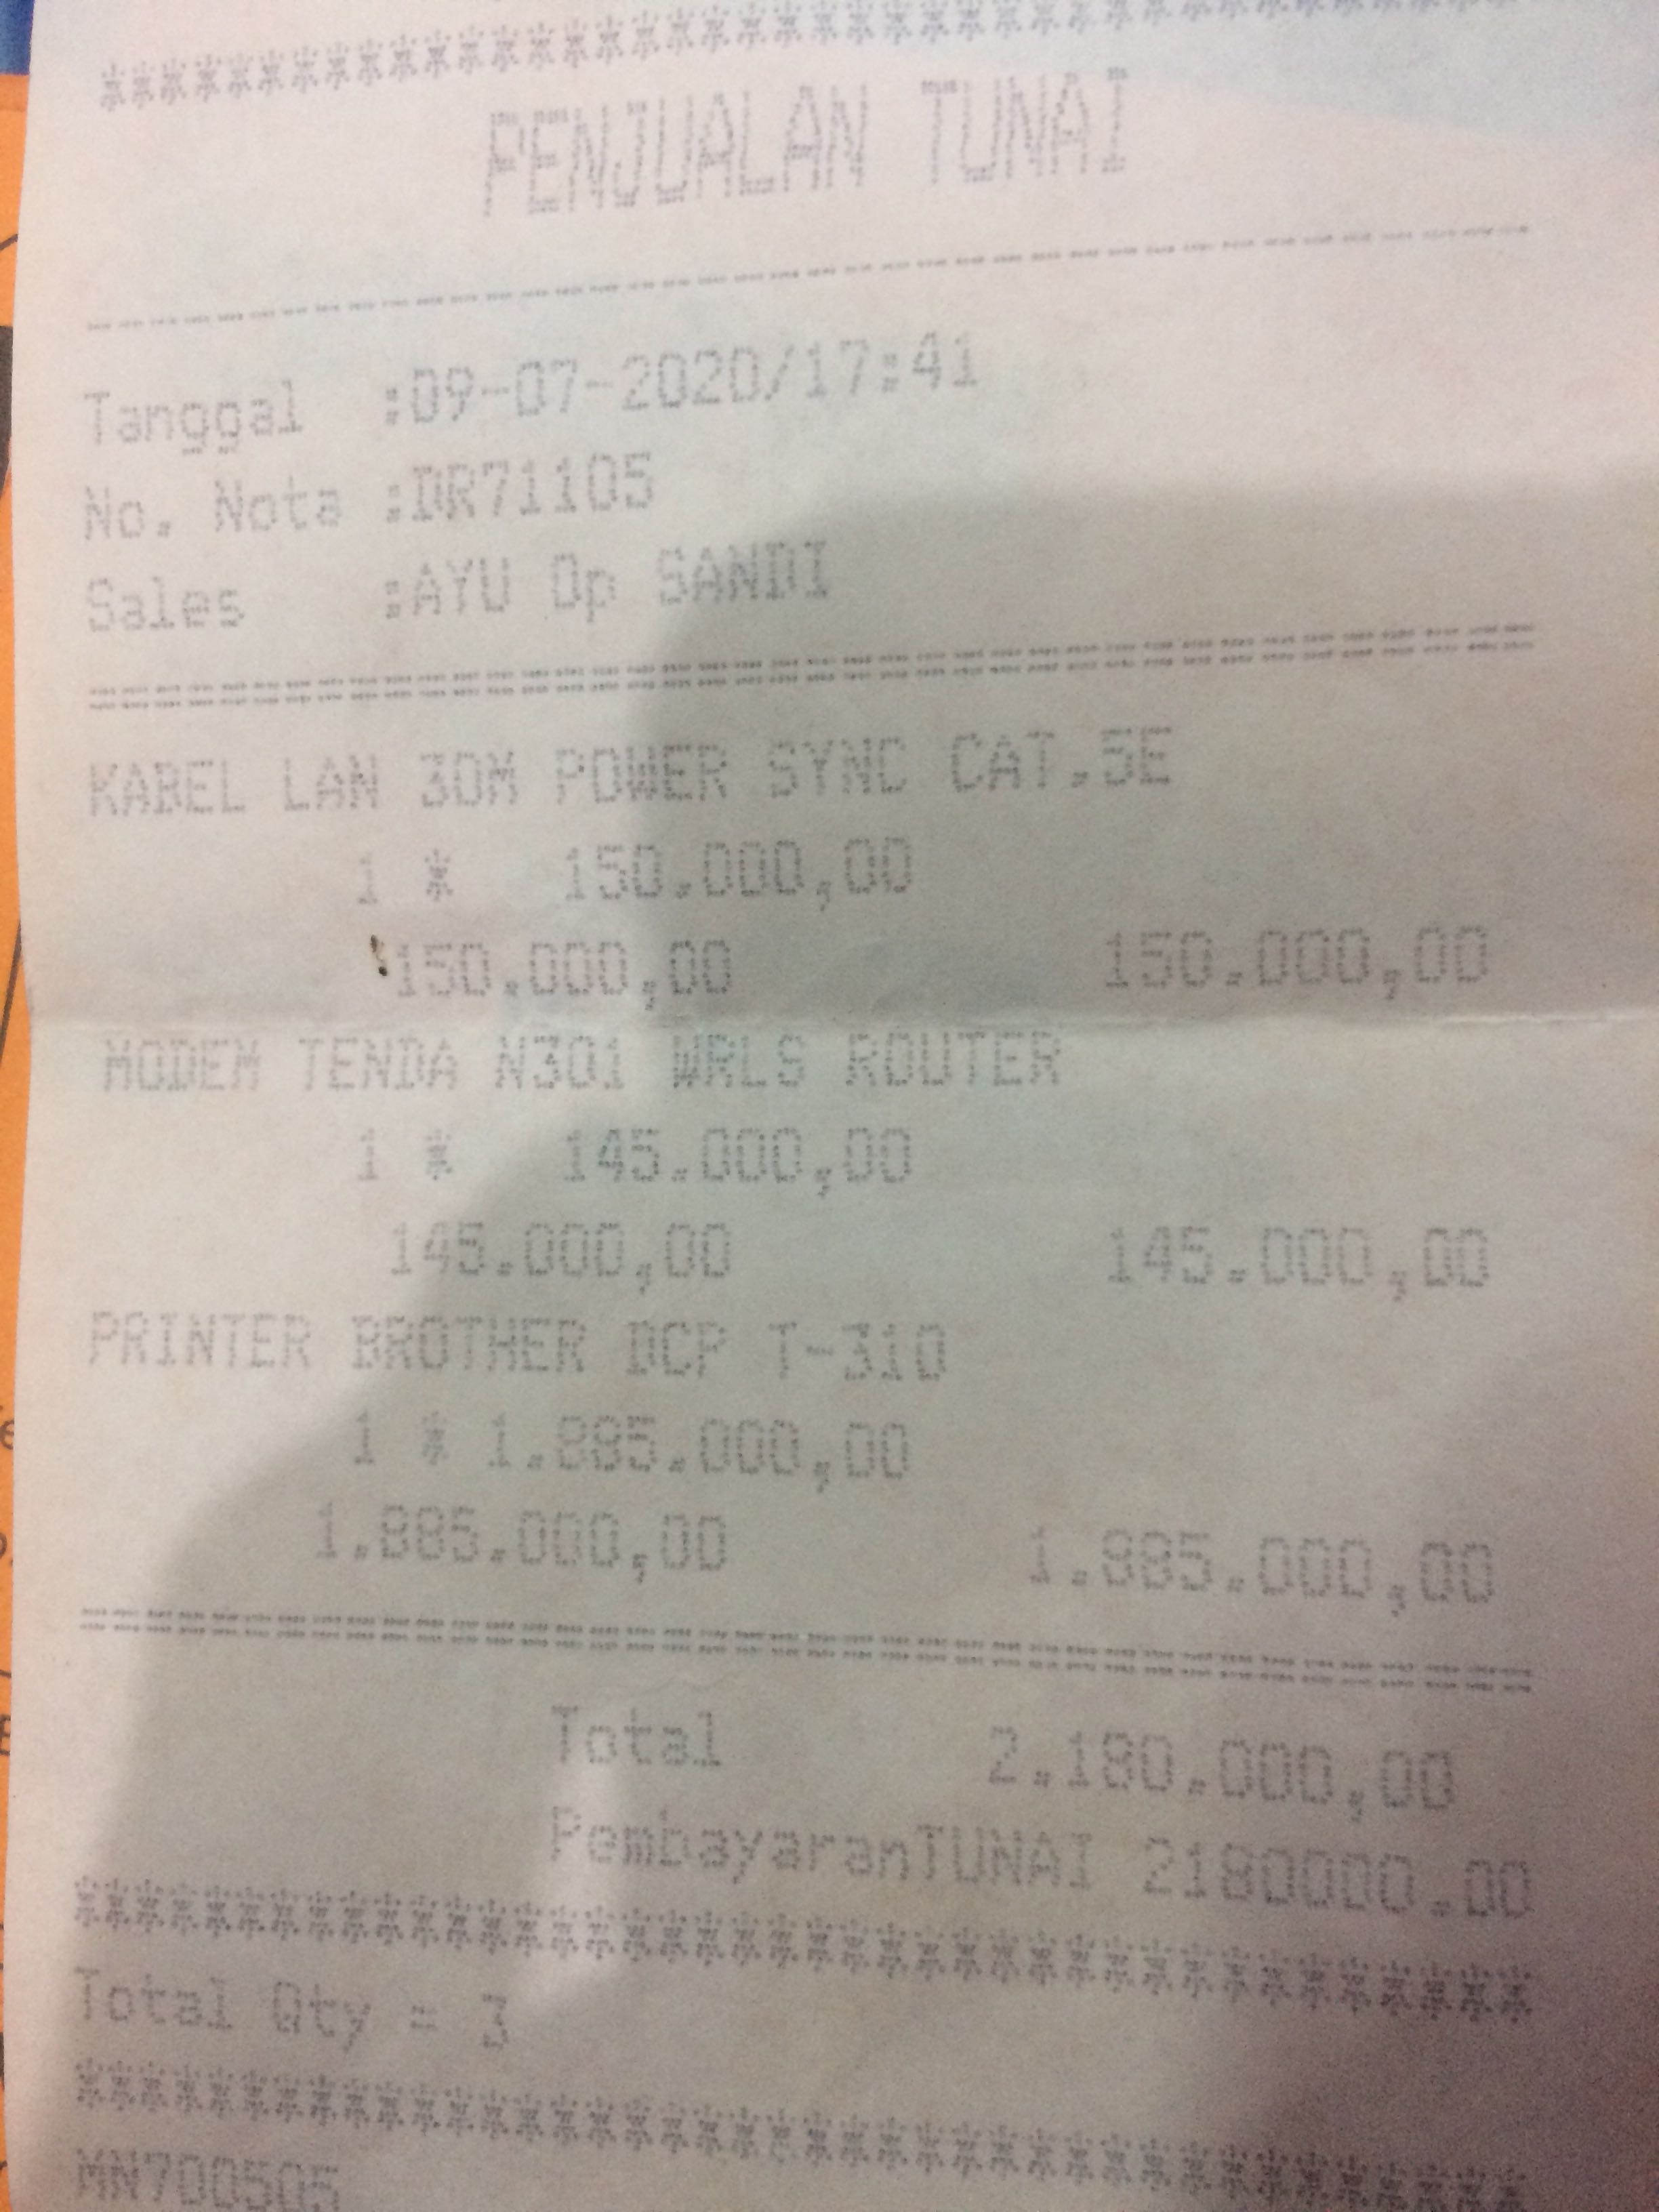 PENJUALAN TUNAI
Tanggal :09-07-2020/17:41
No. Nota :DR71105
Sales :AYU Op SANDI
KABEL LAN 30M POWER SYNC CAT.5E
1 * 150.000,00
150.000,00 150.000,00
MODEM TENDA N301 WRLS ROUTER
1 * 145.000,00
145.000,00 145.000,00
PRINTER BROTHER DCP T-310
1 * 1.885.000,00
1.885.000,00 1.885.000,00
Total 2.180.000,00
PembayaranTUNAI 2180000.00
Total Qty = 3
MN700505